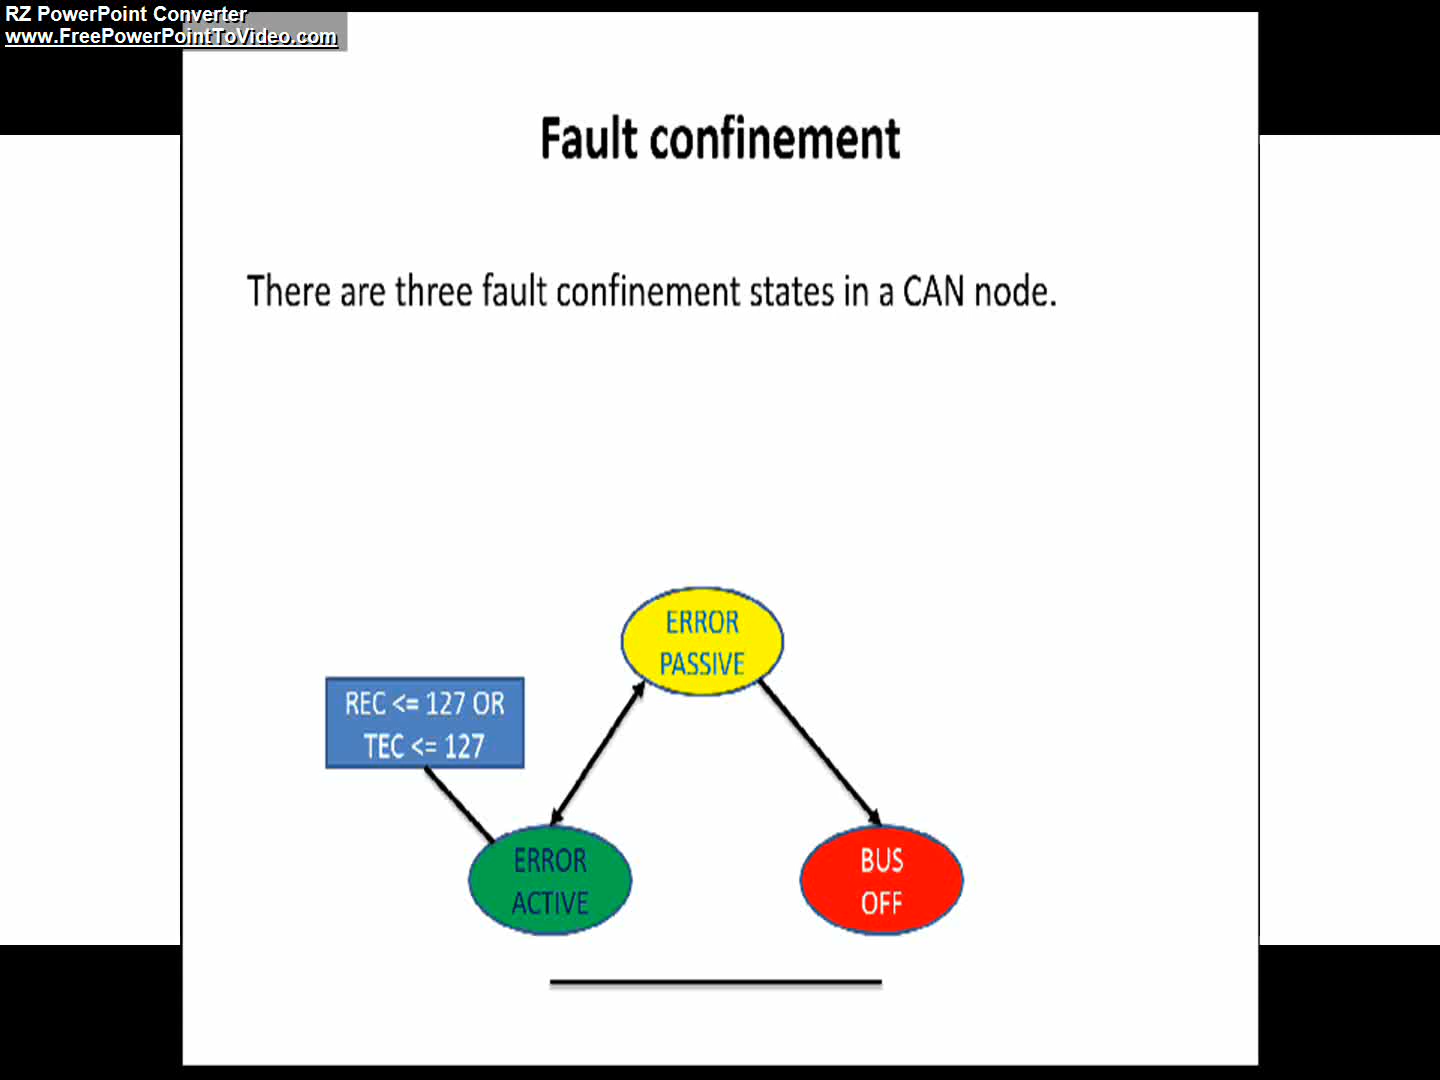 RZ PowerPoint Converter
www.FreePowerPointToVideo.com
Fault confinement
There are three fault confinement states in a CAN node.
ERROR
PASSIVE
REC <= 127 OR
TEC <= 127
ERROR
ACTIVE
BUS
OFF